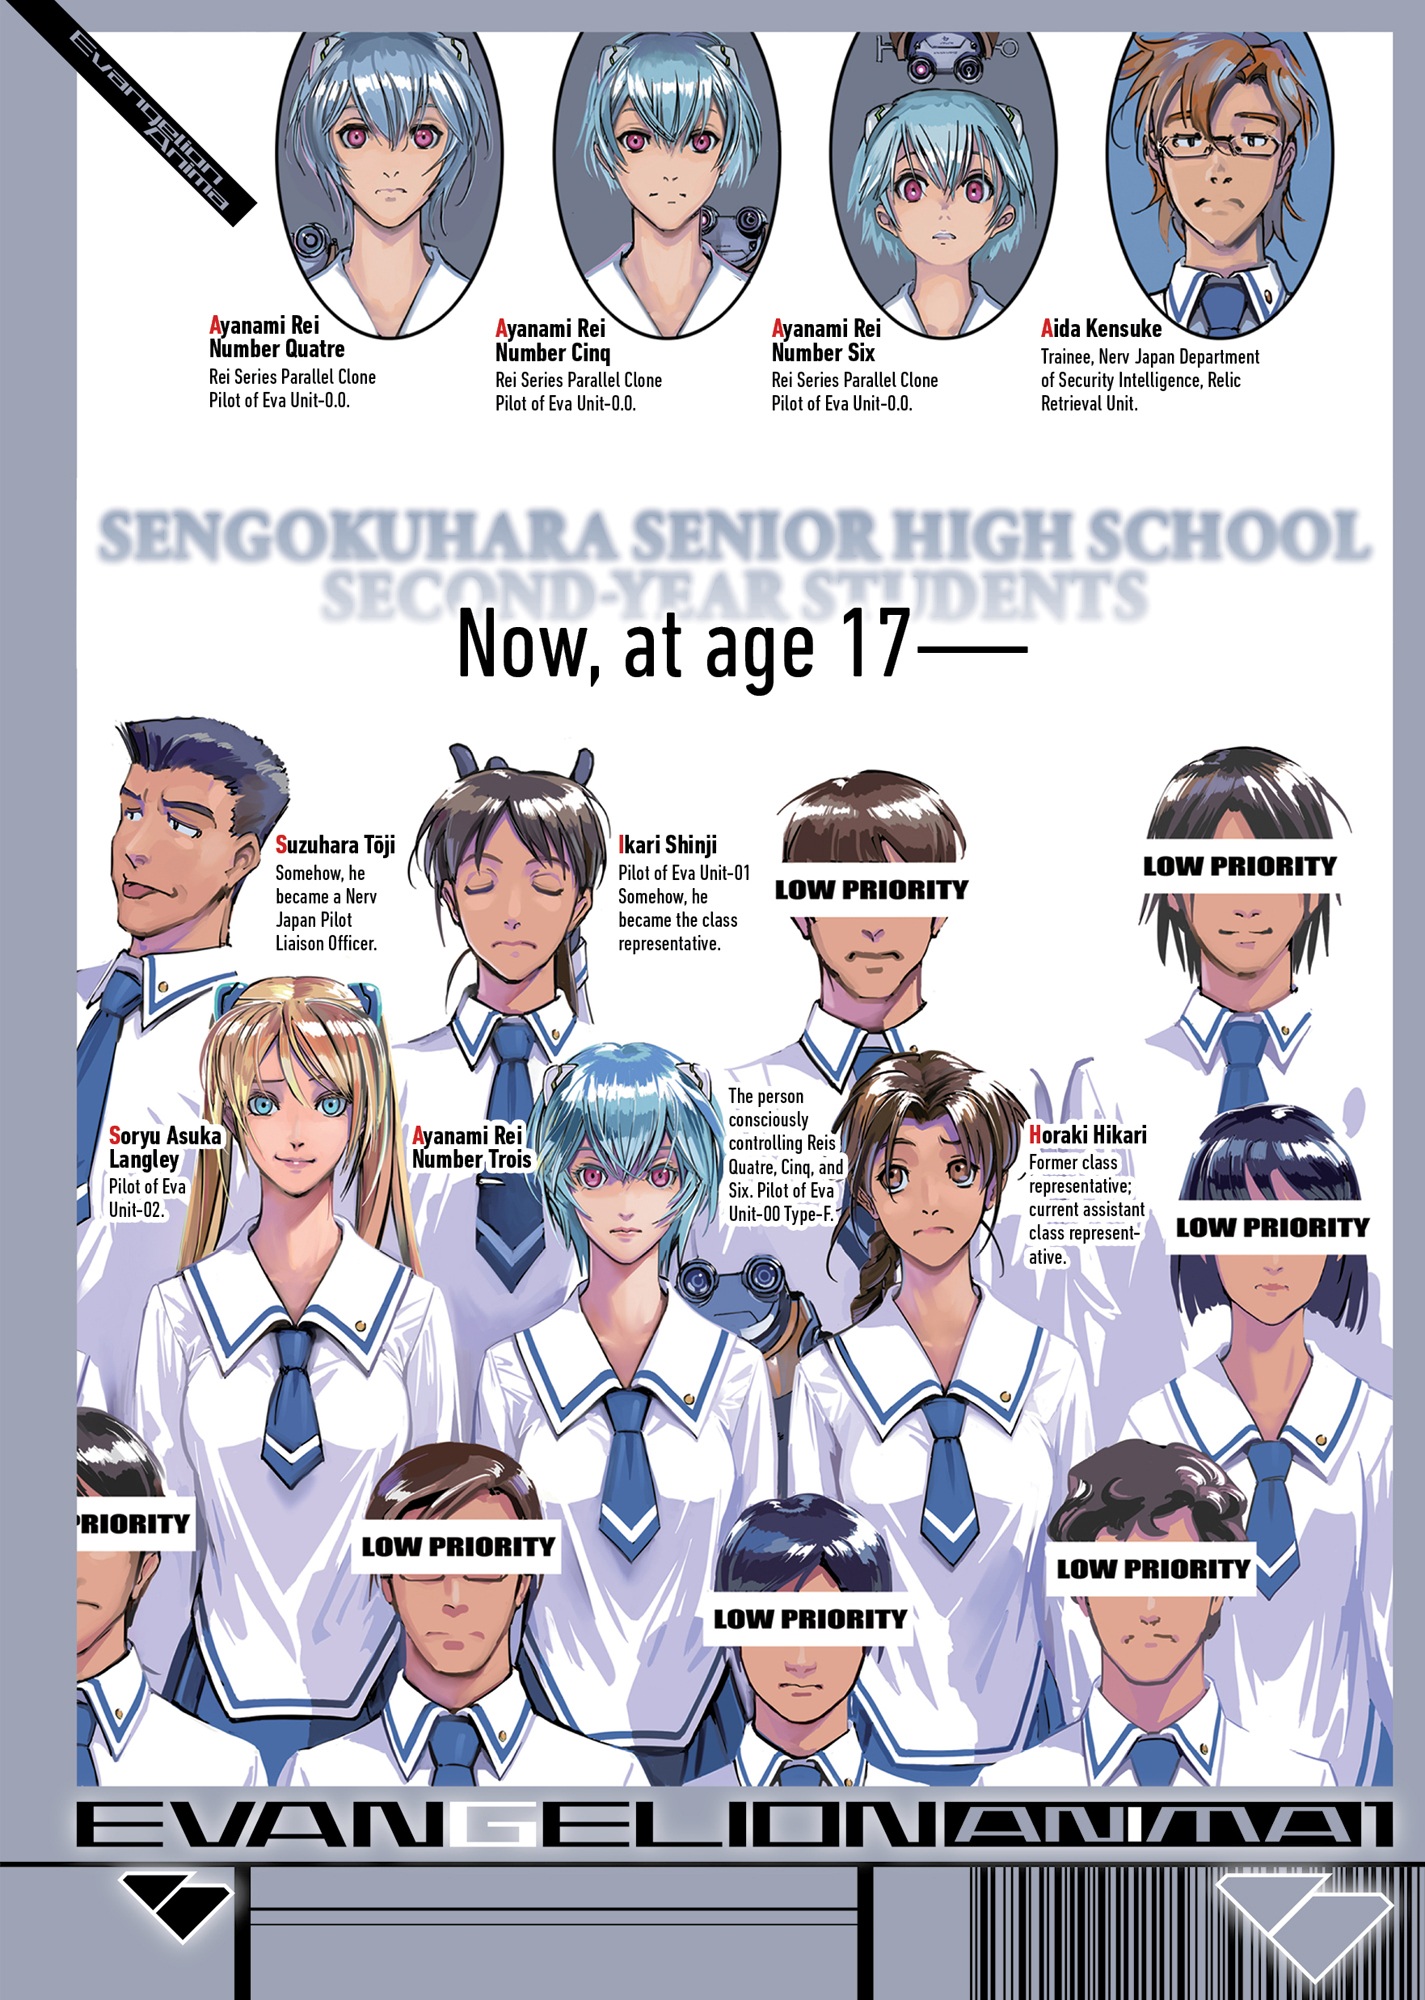 Evangelion
Anima
Ayanami Rei
Number Quatre
Rei Series Parallel Clone
Pilot of Eva Unit-0.0.
Ayanami Rei
Number Cinq
Rei Series Parallel Clone
Pilot of Eva Unit-0.0.
Ayanami Rei
Number Six
Rei Series Parallel Clone
Pilot of Eva Unit-0.0.
Aida Kensuke
Trainee, Nerv Japan Department
of Security Intelligence, Relic
Retrieval Unit.
SENGOKUHARA SENIOR HIGH SCHOOL
SECOND-YEAR STUDENTS
Now, at age 17—
Suzuhara Tōji
Somehow, he
became a Nerv
Japan Pilot
Liaison Officer.
Ikari Shinji
Pilot of Eva Unit-01
Somehow, he
became the class
representative.
LOW PRIORITY
LOW PRIORITY
Soryu Asuka
Langley
Pilot of Eva
Unit-02.
Ayanami Rei
Number Trois
The person
consciously
controlling Reis
Quatre, Cinq, and
Six. Pilot of Eva
Unit-00 Type-F.
Horaki Hikari
Former class
representative;
current assistant
class represent-
ative.
LOW PRIORITY
PRIORITY
LOW PRIORITY
LOW PRIORITY
LOW PRIORITY
EVANGELION ANIMA 1